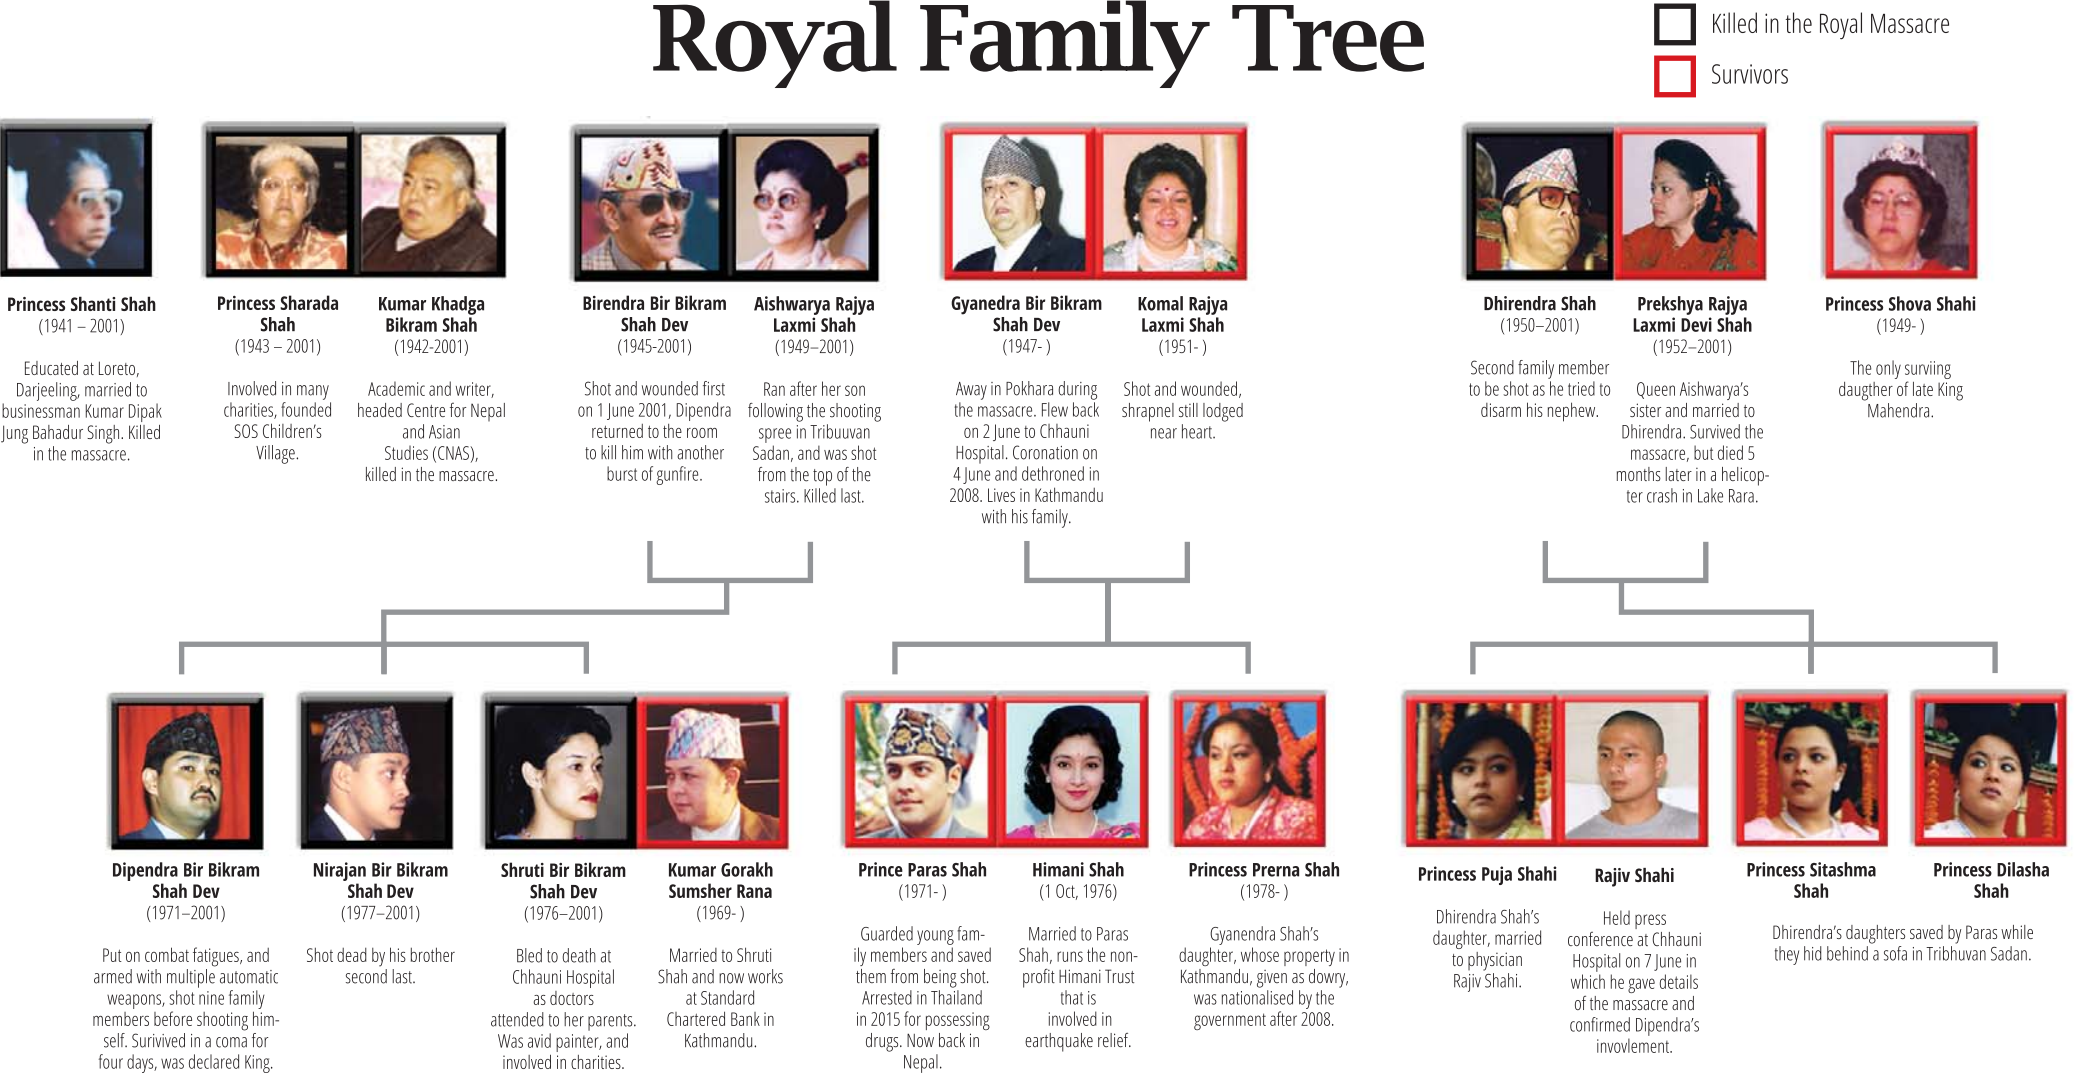 Royal Family Tree
Killed in the Royal Massacre
Survivors
Princess Shanti Shah
(1941 – 2001)
Educated at Loreto,
Darjeeling, married to
businessman Kumar Dipak
Jung Bahadur Singh. Killed
in the massacre.
Princess Sharada
Shah
(1943 – 2001)
Involved in many
charities, founded
SOS Children's
Village.
Kumar Khadga
Bikram Shah
(1942-2001)
Academic and writer,
headed Centre for Nepal
and Asian
Studies (CNAS),
killed in the massacre.
Birendra Bir Bikram
Shah Dev
(1945-2001)
Shot and wounded first
on 1 June 2001, Dipendra
returned to the room
to kill him with another
burst of gunfire.
Aishwarya Rajya
Laxmi Shah
(1949–2001)
Ran after her son
following the shooting
spree in Tribuuvan
Sadan, and was shot
from the top of the
stairs. Killed last.
Gyanedra Bir Bikram
Shah Dev
(1947- )
Away in Pokhara during
the massacre. Flew back
on 2 June to Chhauni
Hospital. Coronation on
4 June and dethroned in
2008. Lives in Kathmandu
with his family.
Komal Rajya
Laxmi Shah
(1951- )
Shot and wounded,
shrapnel still lodged
near heart.
Dhirendra Shah
(1950–2001)
Second family member
to be shot as he tried to
disarm his nephew.
Prekshya Rajya
Laxmi Devi Shah
(1952–2001)
Queen Aishwarya's
sister and married to
Dhirendra. Survived the
massacre, but died 5
months later in a helicop-
ter crash in Lake Rara.
Princess Shova Shahi
(1949- )
The only surviing
daugther of late King
Mahendra.
Dipendra Bir Bikram
Shah Dev
(1971–2001)
Put on combat fatigues, and
armed with multiple automatic
weapons, shot nine family
members before shooting him-
self. Surivived in a coma for
four days, was declared King.
Nirajan Bir Bikram
Shah Dev
(1977–2001)
Shot dead by his brother
second last.
Shruti Bir Bikram
Shah Dev
(1976–2001)
Bled to death at
Chhauni Hospital
as doctors
attended to her parents.
Was avid painter, and
involved in charities.
Kumar Gorakh
Sumsher Rana
(1969- )
Married to Shruti
Shah and now works
at Standard
Chartered Bank in
Kathmandu.
Prince Paras Shah
(1971- )
Guarded young fam-
ily members and saved
them from being shot.
Arrested in Thailand
in 2015 for possessing
drugs. Now back in
Nepal.
Himani Shah
(1 Oct, 1976)
Married to Paras
Shah, runs the non-
profit Himani Trust
that is
involved in
earthquake relief.
Princess Prerna Shah
(1978- )
Gyanendra Shah's
daughter, whose property in
Kathmandu, given as dowry,
was nationalised by the
government after 2008.
Princess Puja Shahi
Dhirendra Shah's
daughter, married
to physician
Rajiv Shahi.
Rajiv Shahi
Held press
conference at Chhauni
Hospital on 7 June in
which he gave details
of the massacre and
confirmed Dipendra's
invovlement.
Princess Sitashma
Shah
Princess Dilasha
Shah
Dhirendra's daughters saved by Paras while
they hid behind a sofa in Tribhuvan Sadan.